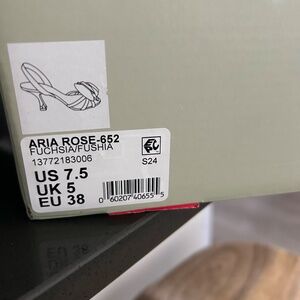 ARIA ROSE-652
FUCHSIA/FUSHIA
13772183006
S24
US 7.5
UK 5
EU 38
0 60207 40655 5